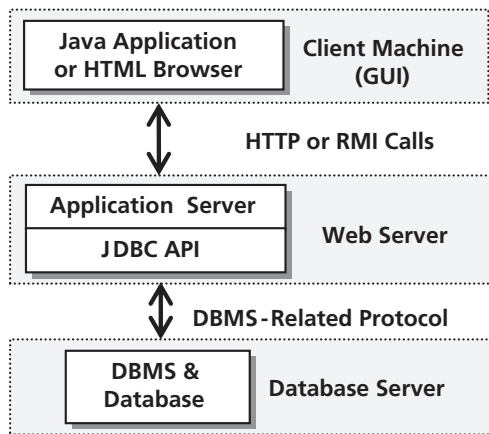 Java Application
or HTML Browser
Client Machine
(GUI)
HTTP or RMI Calls
Application Server
JDBC API
Web Server
DBMS-Related Protocol
DBMS &
Database
Database Server